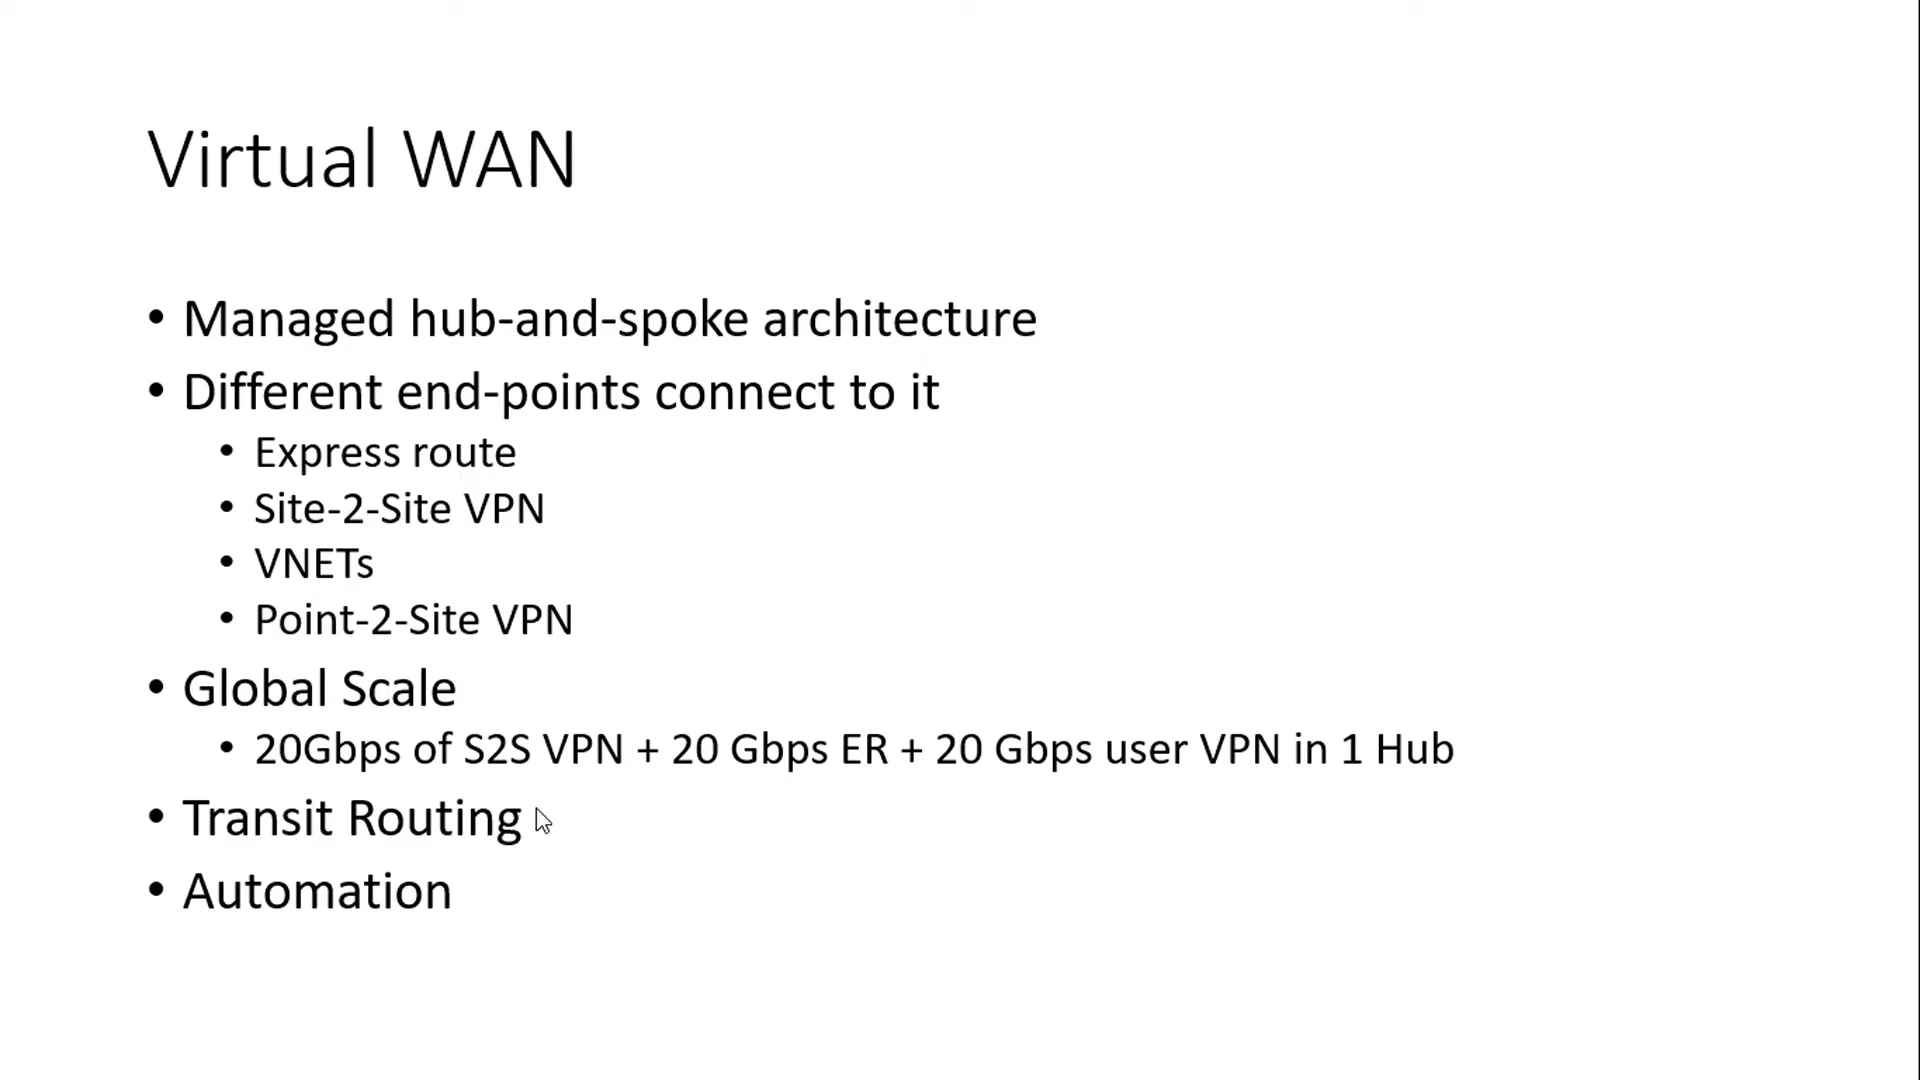 Virtual WAN
• Managed hub-and-spoke architecture
• Different end-points connect to it
• Express route
• Site-2-Site VPN
• VNETs
• Point-2-Site VPN
• Global Scale
• 20Gbps of S2S VPN + 20 Gbps ER + 20 Gbps user VPN in 1 Hub
• Transit Routing
• Automation